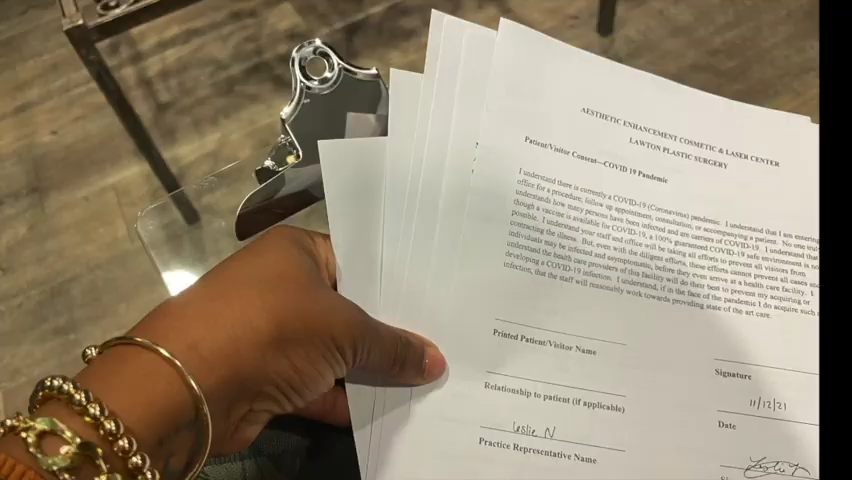 AESTHETIC ENHANCEMENT COSMETIC & LASER CENTER
LAWTON PLASTIC SURGERY
Patient/Visitor Consent—COVID 19 Pandemic
I understand there is currently a COVID-19 (Coronavirus) pandemic. I understand that I am entering
office for a procedure, follow up appointment, consultation, or accompanying a patient. No one trul
understands how many persons have been infected and are carriers of COVID-19. I understand that
though a vaccine is available for COVID-19, a 100% guaranteed COVID-19 safe environment is no
possible. I understand your staff and office will be taking all efforts to prevent all visitors from
contracting the illness. But, even with the diligent efforts, these efforts cannot prevent all cases and
individuals may be infected and asymptomatic, before they even arrive at a health care facility. I
understand the health care providers of this facility will do their best to prevent my acquiring or
developing a COVID-19 infection. I understand, if in the face of the pandemic I do acquire such
infection, that the staff will reasonably work towards providing state of the art care.
Printed Patient/Visitor Name
Signature
Relationship to patient (if applicable)
11/12/21
Date
Leslie N
Practice Representative Name